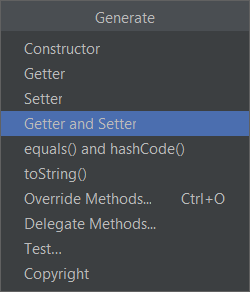 Generate
Constructor
Getter
Setter
Getter and Setter
equals() and hashCode()
toString()
Override Methods... Ctrl+O
Delegate Methods...
Test...
Copyright